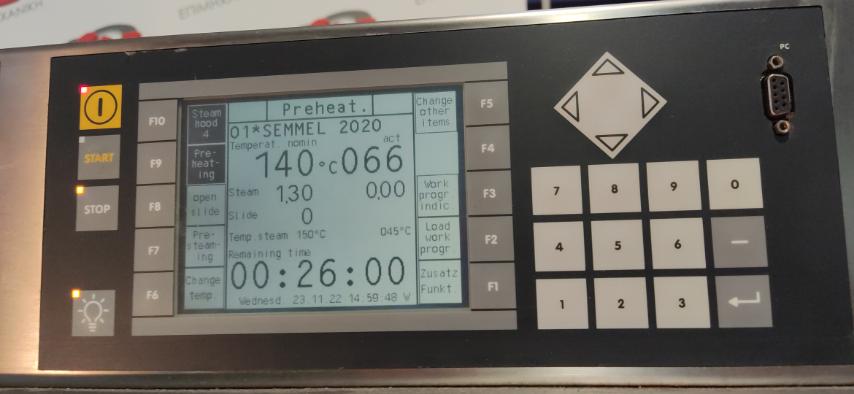 ΧΑΝΙΚΗ
PC
F10
F9
F8
F7
F6
START
STOP
Steam
hood
4
Pre-
heat-
ing
open
slide
Pre-
steam-
ing
Change
temp.
Preheat.
01*SEMMEL 2020
Temperat. nomin act
140°C 066
Steam 1,30 0,00
Slide 0
Temp.steam 150°C 045°C
Remaining time
00:26:00
Wednesd. 23.11.22 14:59:48 W
Change
other
items
Work
progr
indic.
Load
work
progr.
Zusatz
Funkt.
F5
F4
F3
F2
F1
7 8 9 0
4 5 6 –
1 2 3